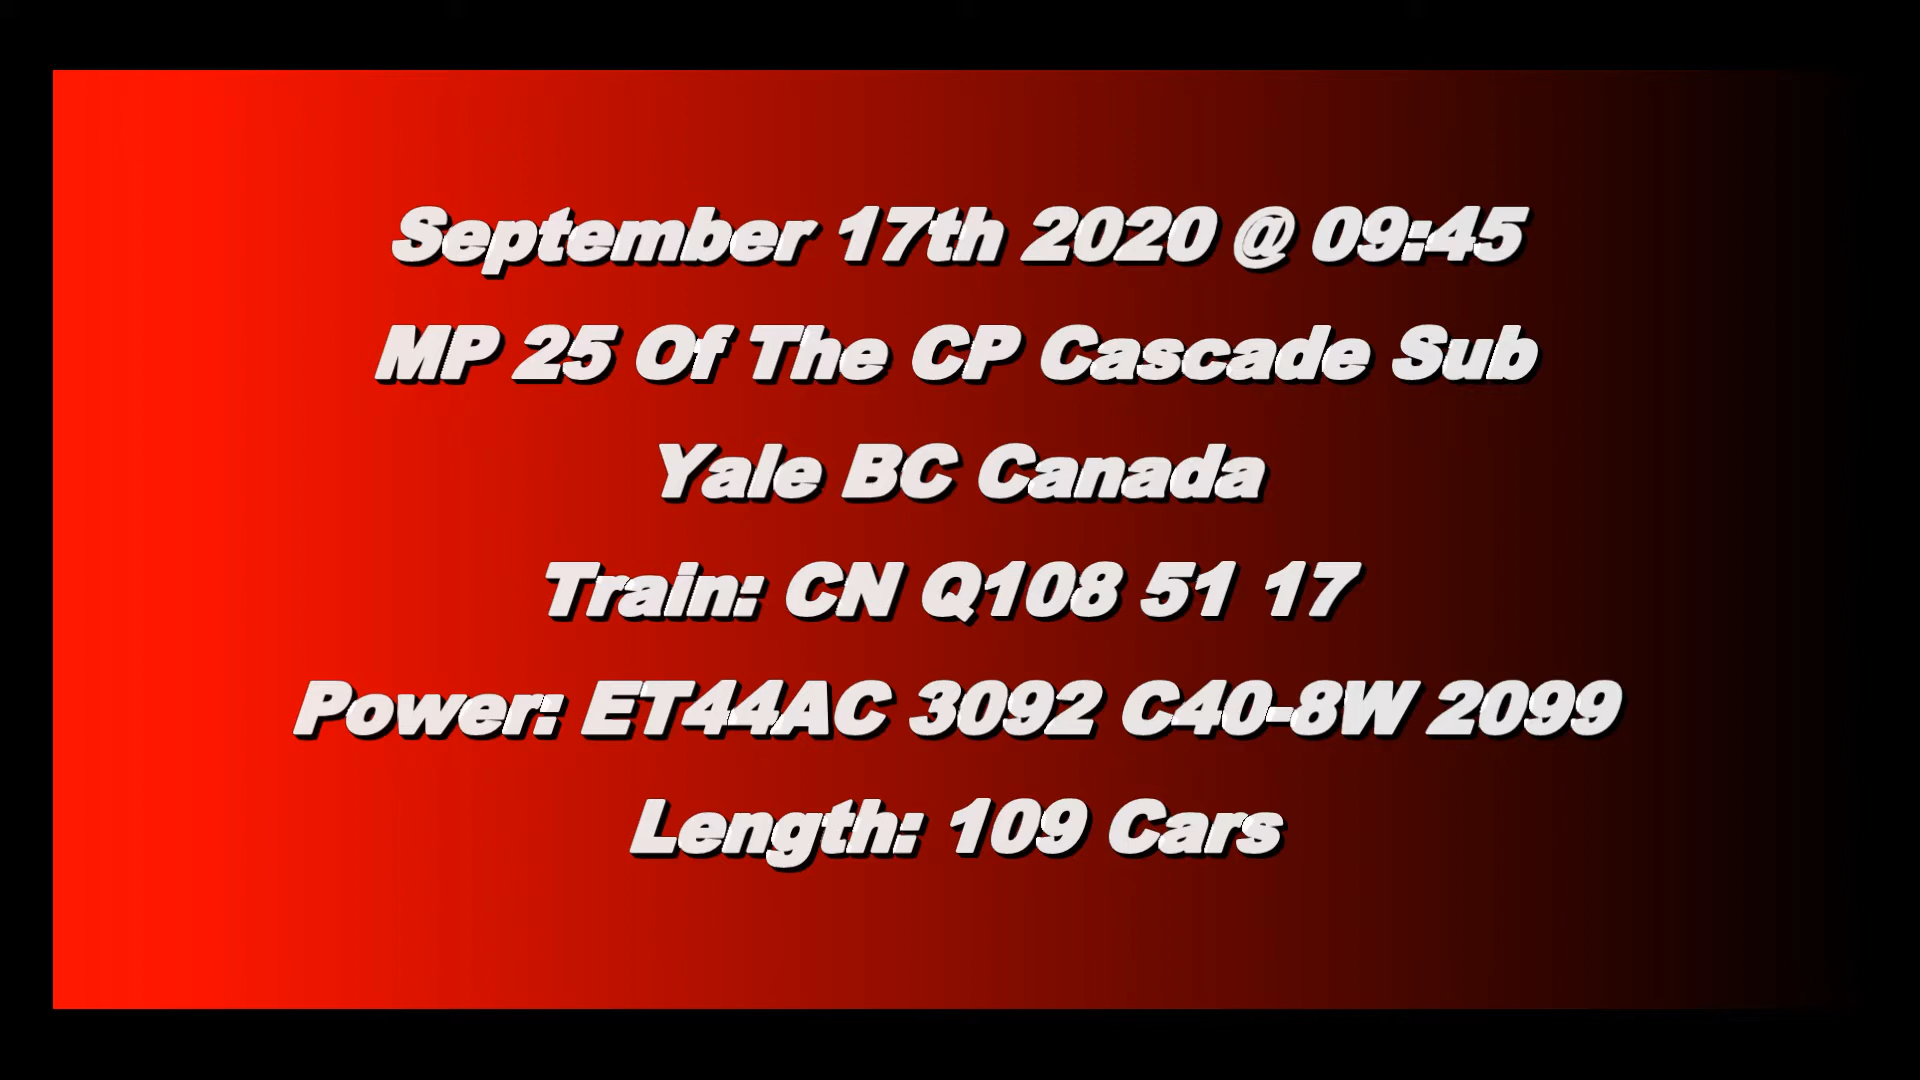 September 17th 2020 @ 09:45
MP 25 Of The CP Cascade Sub
Yale BC Canada
Train: CN Q108 51 17
Power: ET44AC 3092 C40-8W 2099
Length: 109 Cars